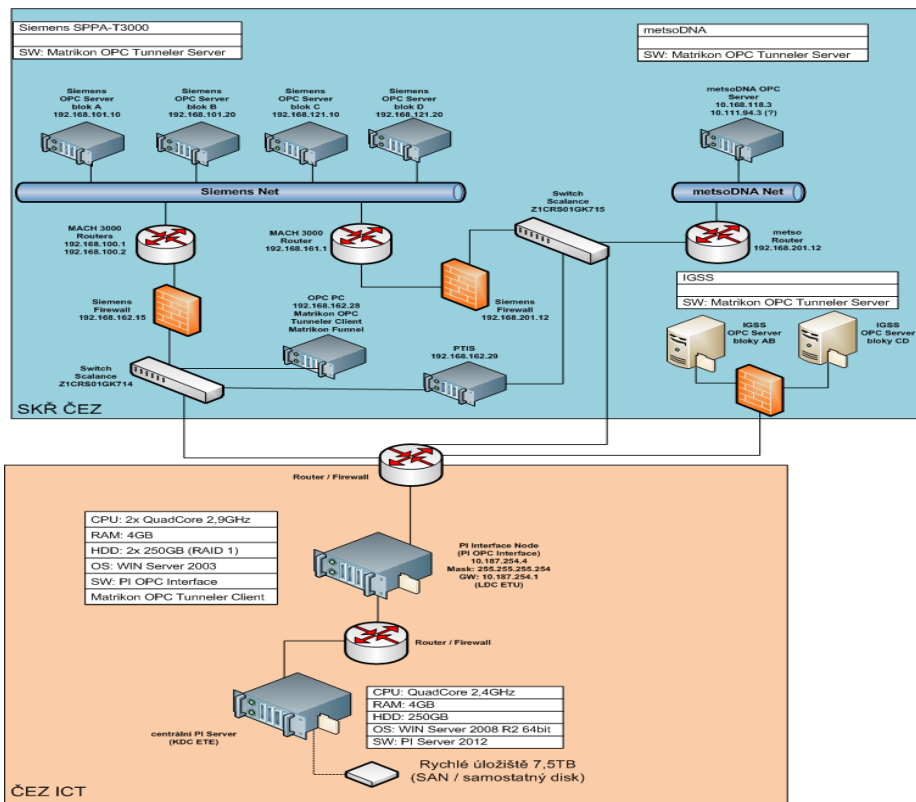 Siemens SPPA-T3000
SW: Matrikon OPC Tunneler Server
metsoDNA
SW: Matrikon OPC Tunneler Server
Siemens
OPC Server
blok A
192.168.101.10
Siemens
OPC Server
blok B
192.168.101.20
Siemens
OPC Server
blok C
192.168.121.10
Siemens
OPC Server
blok D
192.168.121.20
metsoDNA OPC
Server
10.168.118.3
10.111.94.3 (?)
Siemens Net
metsoDNA Net
MACH 3000
Routers
192.168.100.1
192.168.100.2
MACH 3000
Router
192.168.161.1
Switch
Scalance
Z1CRS01GK715
metso
Router
192.168.201.12
Siemens
Firewall
192.168.162.15
OPC PC
192.168.162.28
Matrikon OPC
Tunneler Client
Matrikon Funnel
Siemens
Firewall
192.168.201.12
IGSS
SW: Matrikon OPC Tunneler Server
IGSS
OPC Server
bloky AB
IGSS
OPC Server
bloky CD
Switch
Scalance
Z1CRS01GK714
PTIS
192.168.162.29
SKŘ ČEZ
Router / Firewall
CPU: 2x QuadCore 2,9GHz
RAM: 4GB
HDD: 2x 250GB (RAID 1)
OS: WIN Server 2003
SW: PI OPC Interface
Matrikon OPC Tunneler Client
PI Interface Node
(PI OPC Interface)
10.187.254.4
Mask: 255.255.255.254
GW: 10.187.254.1
(LDC ETU)
Router / Firewall
centrální PI Server
(KDC ETE)
CPU: QuadCore 2,4GHz
RAM: 4GB
HDD: 250GB
OS: WIN Server 2008 R2 64bit
SW: PI Server 2012
Rychlé úložiště 7,5TB
(SAN / samostatný disk)
ČEZ ICT